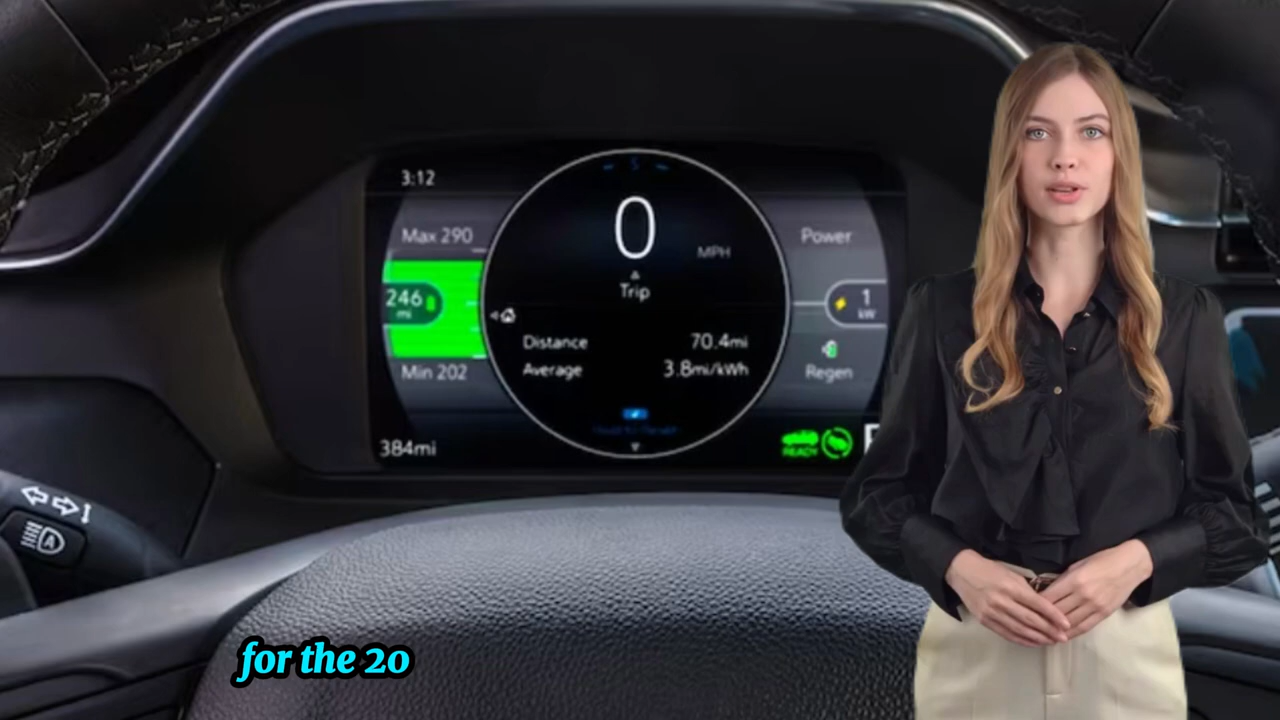 3:12
Max 290
246
mi
Min 202
384mi
0
MPH
Trip
Distance 70.4mi
Average 3.8mi/kWh
Power
1
kW
Regen
READY
A
for the 20